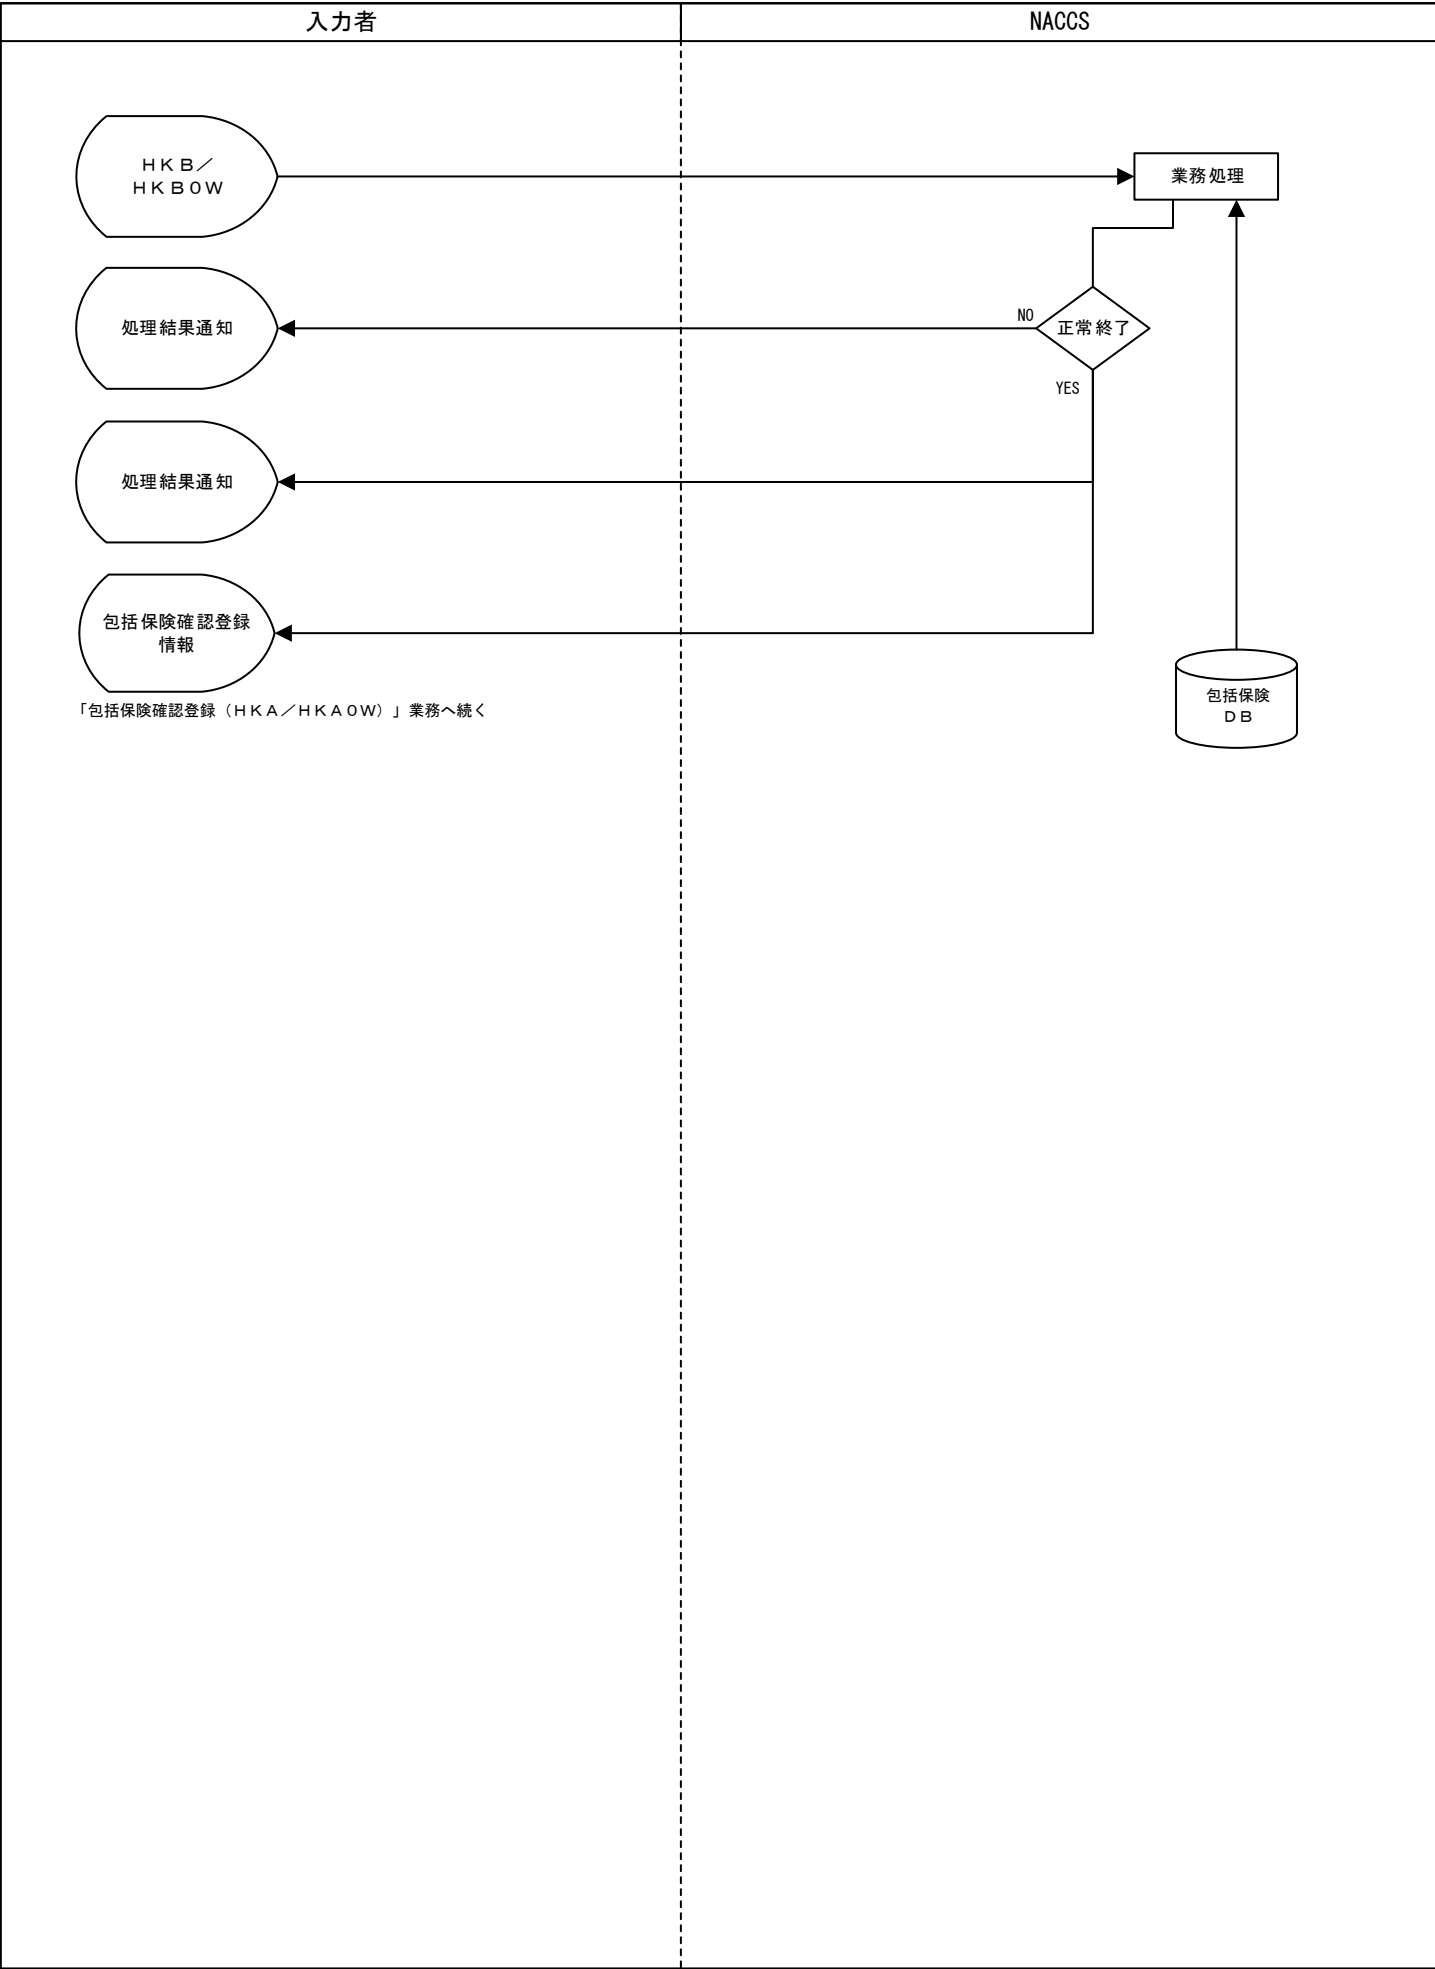 入力者
NACCS
ＨＫＢ／
ＨＫＢ０Ｗ
業務処理
処理結果通知
NO
正常終了
YES
処理結果通知
包括保険確認登録
情報
包括保険
ＤＢ
「包括保険確認登録（ＨＫＡ／ＨＫＡ０Ｗ）」業務へ続く